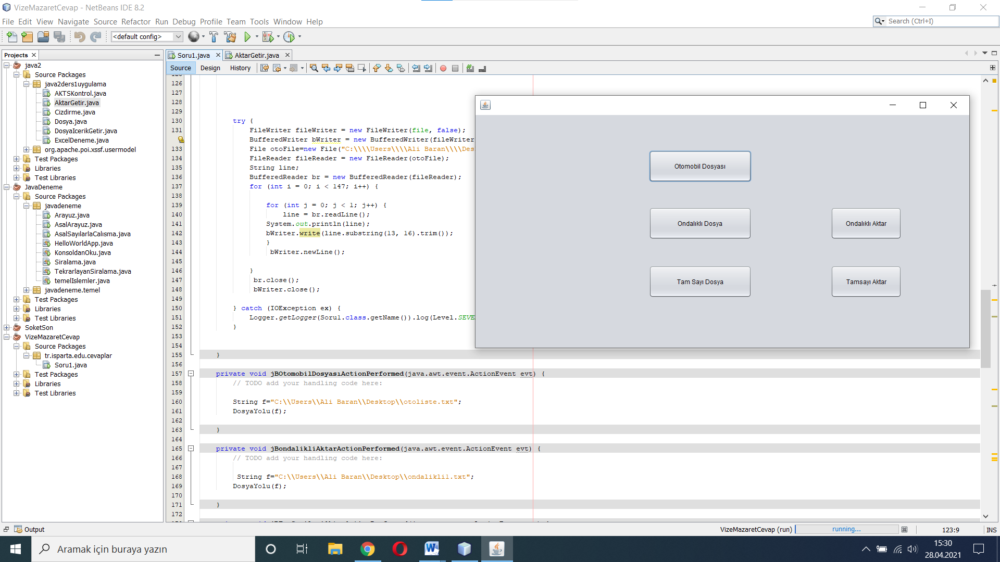 VizeMazaretCevap - NetBeans IDE 8.2
File Edit View Navigate Source Refactor Run Debug Profile Team Tools Window Help
Search (Ctrl+I)
<default config>
Projects
java2
Source Packages
java2ders1uygulama
AKTSKontrol.java
AktarGetir.java
Cizdirme.java
Dosya.java
DosyaIcerikGetir.java
ExcelDeneme.java
org.apache.poi.xssf.usermodel
Test Packages
Libraries
Test Libraries
JavaDeneme
Source Packages
javadeneme
Arayuz.java
AsalArayuz.java
AsalSayılarlaCalısma.java
HelloWorldApp.java
KonsoldanOku.java
Siralama.java
TekrarlayanSiralama.java
temelIslemler.java
javadeneme.temel
Test Packages
Libraries
Test Libraries
SoketSon
VizeMazaretCevap
Source Packages
tr.isparta.edu.cevaplar
Soru1.java
Test Packages
Libraries
Test Libraries
Soru1.java AktarGetir.java
Source Design History
126
127
128
129
130 try {
131 FileWriter fileWriter = new FileWriter(file, false);
BufferedWriter bWriter = new BufferedWriter(fileWriter
133 File otoFile=new File("C:\\\\Users\\\\Ali Baran\\\\Des
134 FileReader fileReader = new FileReader(otoFile);
135 String line;
136 BufferedReader br = new BufferedReader(fileReader);
137 for (int i = 0; i < 147; i++) {
138
139 for (int j = 0; j < 1; j++) {
140 line = br.readLine();
141 System.out.println(line);
142 bWriter.write(line.substring(13, 16).trim());
143 }
144 bWriter.newLine();
145
146 }
147 br.close();
148 bWriter.close();
149
150 } catch (IOException ex) {
151 Logger.getLogger(Soru1.class.getName()).log(Level.SEVE
152 }
153
154
155 }
156
157 private void jBOtomobilDosyasıActionPerformed(java.awt.event.ActionEvent evt) {
158 // TODO add your handling code here:
159
160 String f="C:\\Users\\Ali Baran\\Desktop\\otoliste.txt";
161 DosyaYolu(f);
162
163 }
164
165 private void jBondalikliAktarActionPerformed(java.awt.event.ActionEvent evt) {
166 // TODO add your handling code here:
167
168 String f="C:\\Users\\Ali Baran\\Desktop\\ondalikli1.txt";
169 DosyaYolu(f);
170
171 }
172
Otomobil Dosyası
Ondalıklı Dosya Ondalıklı Aktar
Tam Sayı Dosya Tamsayı Aktar
Output
VizeMazaretCevap (run) running... 123:9 INS
Aramak için buraya yazın
15:30
28.04.2021